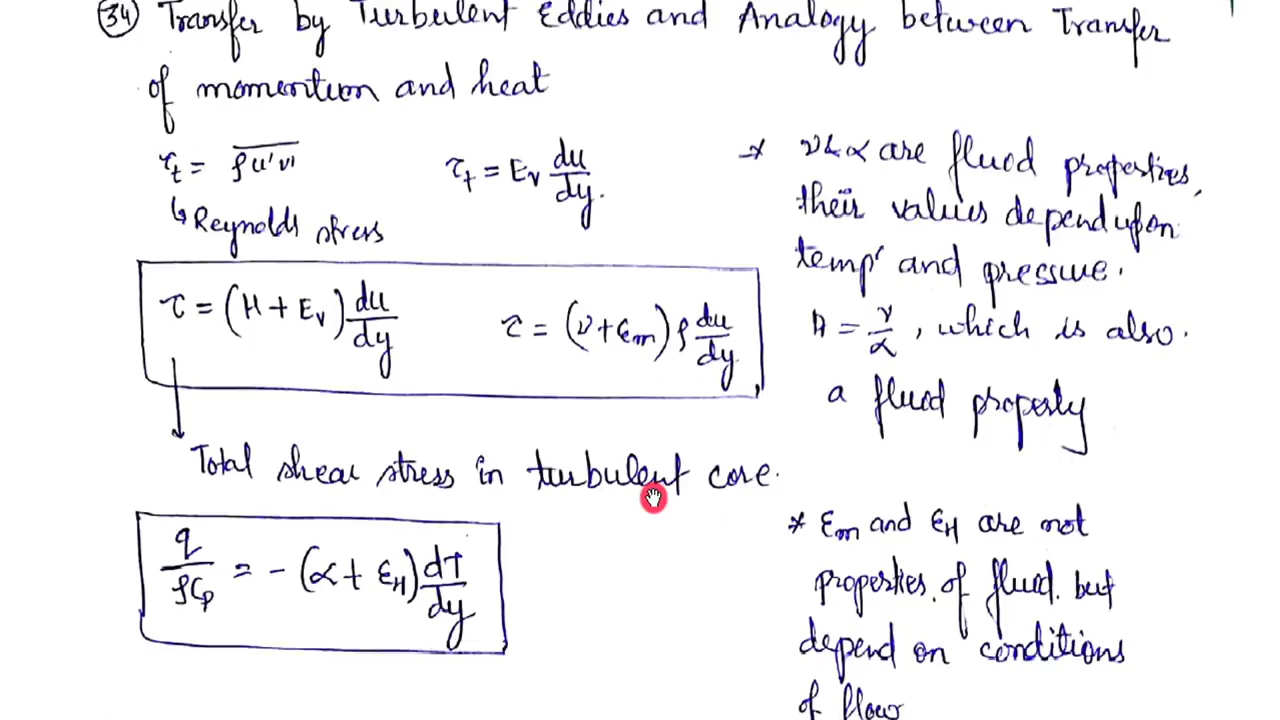 (34) Transfer by Turbulent Eddies and Analogy between Transfer
of momentum and heat
τt = ρu'v'
τt = Ev du/dy.
↳ Reynolds stress
τ = (μ + Ev) du/dy
τ = (ν + εm) ρ du/dy
Total shear stress in turbulent core.
q/ρCp = - (α + εH) dT/dy
* ν & α are fluid properties,
their values depend upon
temp' and pressure.
= ν/α, which is also.
a fluid property
* εm and εH are not
properties of fluid. but
depend on conditions
of flow